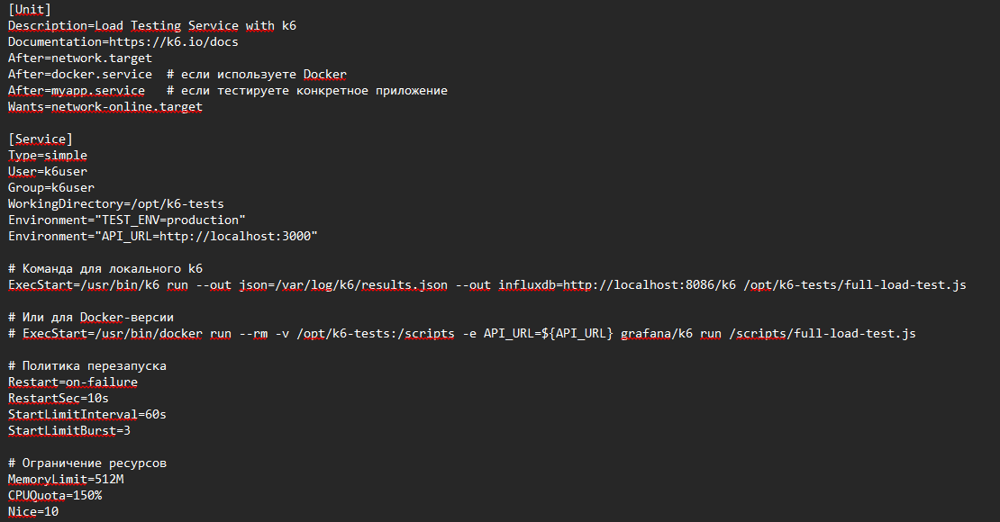 [Unit]
Description=Load Testing Service with k6
Documentation=https://k6.io/docs
After=network.target
After=docker.service  # если используете Docker
After=myapp.service   # если тестируете конкретное приложение
Wants=network-online.target

[Service]
Type=simple
User=k6user
Group=k6user
WorkingDirectory=/opt/k6-tests
Environment="TEST_ENV=production"
Environment="API_URL=http://localhost:3000"

# Команда для локального k6
ExecStart=/usr/bin/k6 run --out json=/var/log/k6/results.json --out influxdb=http://localhost:8086/k6 /opt/k6-tests/full-load-test.js

# Или для Docker-версии
# ExecStart=/usr/bin/docker run --rm -v /opt/k6-tests:/scripts -e API_URL=${API_URL} grafana/k6 run /scripts/full-load-test.js

# Политика перезапуска
Restart=on-failure
RestartSec=10s
StartLimitInterval=60s
StartLimitBurst=3

# Ограничение ресурсов
MemoryLimit=512M
CPUQuota=150%
Nice=10